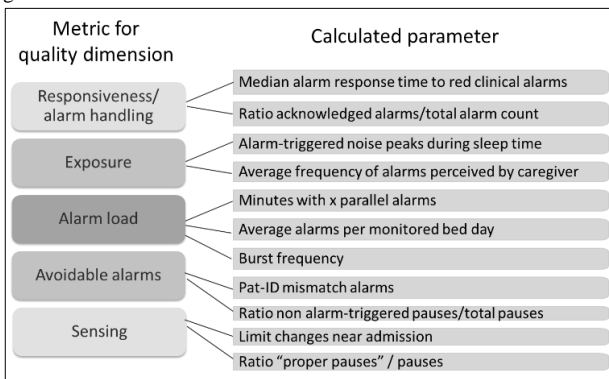 Metric for
quality dimension
Calculated parameter
Responsiveness/
alarm handling
Median alarm response time to red clinical alarms
Ratio acknowledged alarms/total alarm count
Exposure
Alarm-triggered noise peaks during sleep time
Average frequency of alarms perceived by caregiver
Alarm load
Minutes with x parallel alarms
Average alarms per monitored bed day
Burst frequency
Avoidable alarms
Pat-ID mismatch alarms
Ratio non alarm-triggered pauses/total pauses
Sensing
Limit changes near admission
Ratio “proper pauses” / pauses